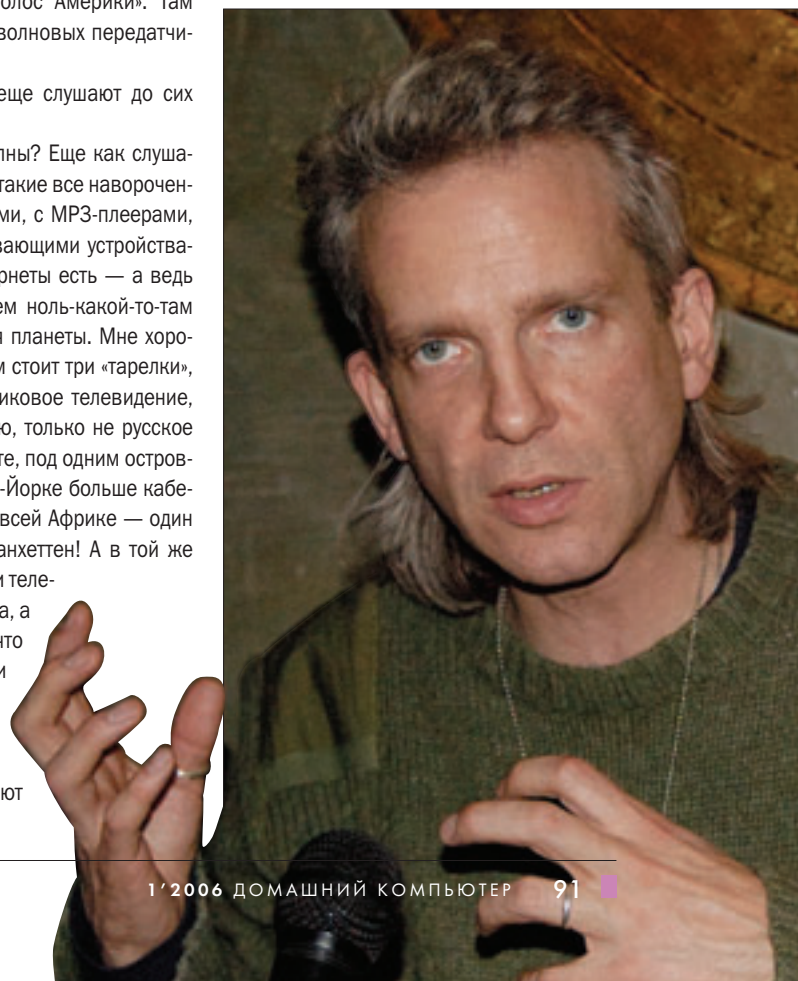 олос Америки». Там
волновых передатчи-
еще слушают до сих
лны? Еще как слуша-
такие все наворочен-
ми, с MP3-плеерами,
вающими устройства-
рнеты есть — а ведь
ем ноль-какой-то-там
я планеты. Мне хоро-
м стоит три «тарелки»,
иковое телевидение,
ю, только не русское
те, под одним остров-
-Йорке больше кабе-
всей Африке — один
анхеттен! А в той же
и теле-
а, а
что
и
ют
1’2006 ДОМАШНИЙ КОМПЬЮТЕР 91